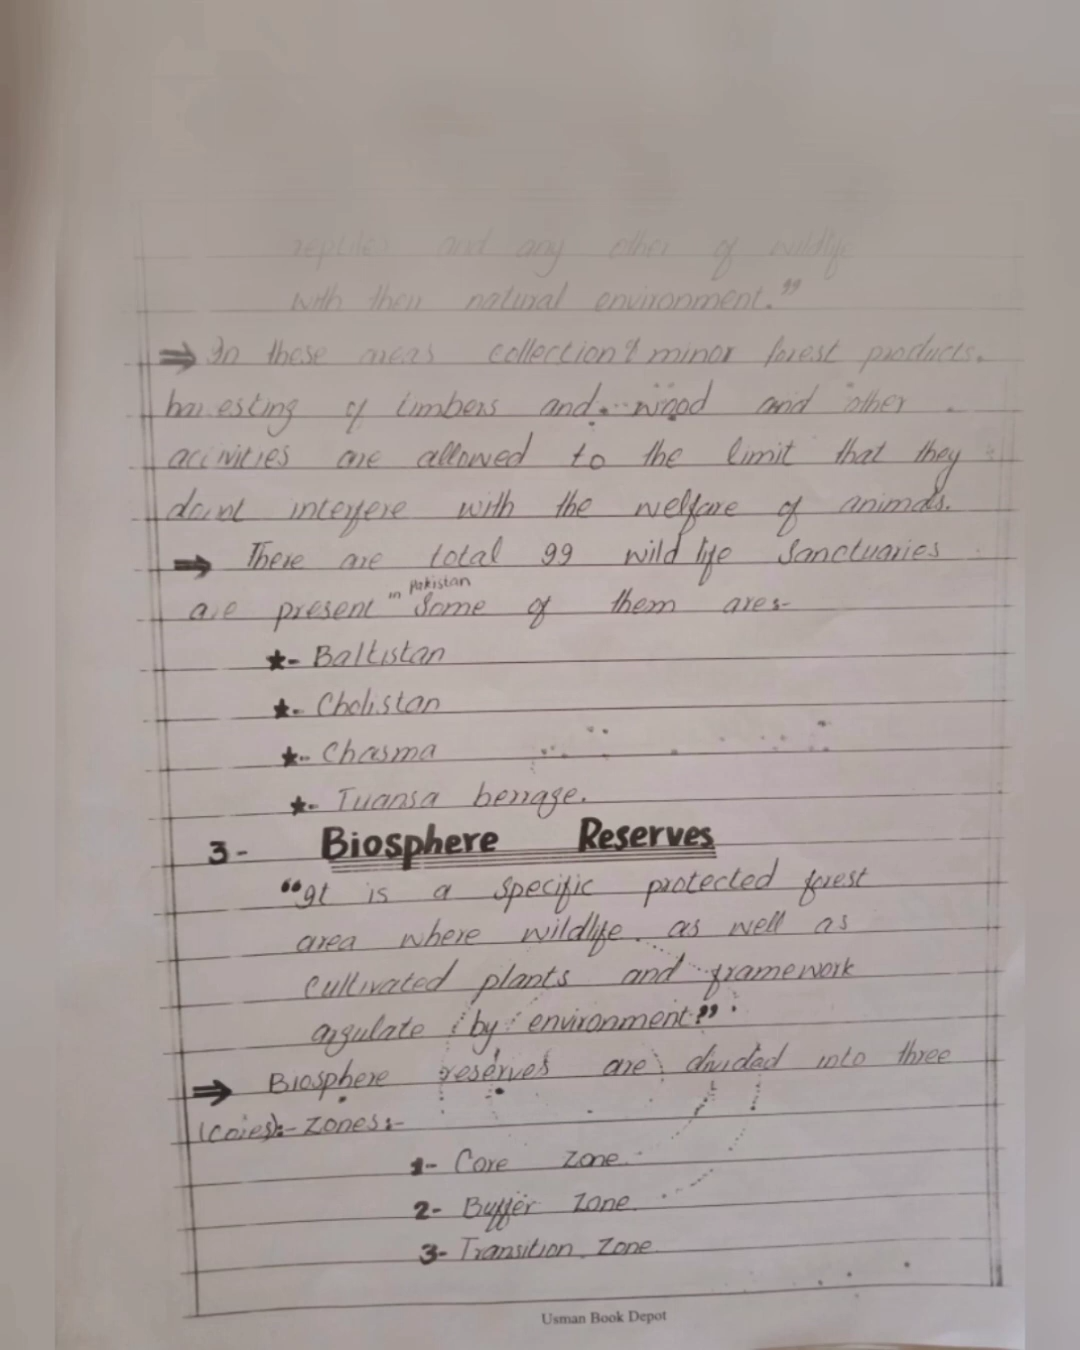 reptiles and any other of wildlife
with their natural environment."
⇒ In these areas collection of minor forest products.
harvesting of timbers and wood and other
activities are allowed to the limit that they
do not interfere with the welfare of animals.
⇒ There are total 99 wild life Sanctuaries
are present in Pakistan Some of them are:-
★- Baltistan
★- Cholistan
★- Chasma
★- Tuansa berrage.
3- Biosphere Reserves
"It is a specific protected forest
area where wildlife as well as
cultivated plants and framework
argulate by environment."
⇒ Biosphere reserves are divided into three
(cores):- zones:-
1- Core zone.
2- Buffer zone.
3- Transition zone.
Usman Book Depot